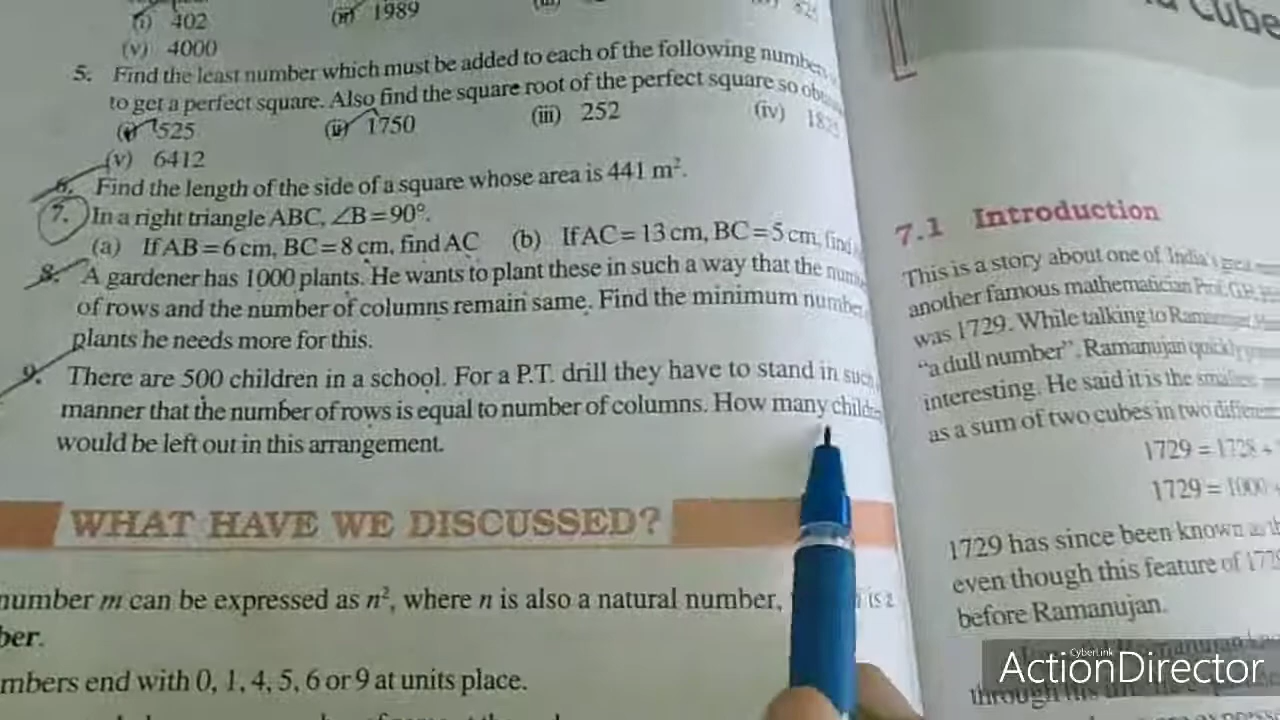 (i) 402
(ii) 1989
(v) 4000
5. Find the least number which must be added to each of the following numbers
to get a perfect square. Also find the square root of the perfect square so
(i) 525 (ii) 1750 (iii) 252 (iv) 1825
(v) 6412
6. Find the length of the side of a square whose area is 441 m².
7. In a right triangle ABC, ∠B = 90°.
(a) If AB = 6 cm, BC = 8 cm, find AC (b) If AC = 13 cm, BC = 5 cm, find
8. A gardener has 1000 plants. He wants to plant these in such a way that the
of rows and the number of columns remain same. Find the minimum number
plants he needs more for this.
9. There are 500 children in a school. For a P.T. drill they have to stand in such
manner that the number of rows is equal to number of columns. How many
would be left out in this arrangement.
WHAT HAVE WE DISCUSSED?
number m can be expressed as n², where n is also a natural number,
ber.
mbers end with 0, 1, 4, 5, 6 or 9 at units place.
Cube
7.1 Introduction
This is a story about one of India's
another famous mathematician Prof. G.H.
was 1729. While talking to
"a dull number". Ramanujan quickly
interesting. He said it is the smallest
as a sum of two cubes in two different
1729 = 1728 +
1729 = 1000 +
1729 has since been known as
even though this feature of
before Ramanujan.
through his
CyberLink
ActionDirector